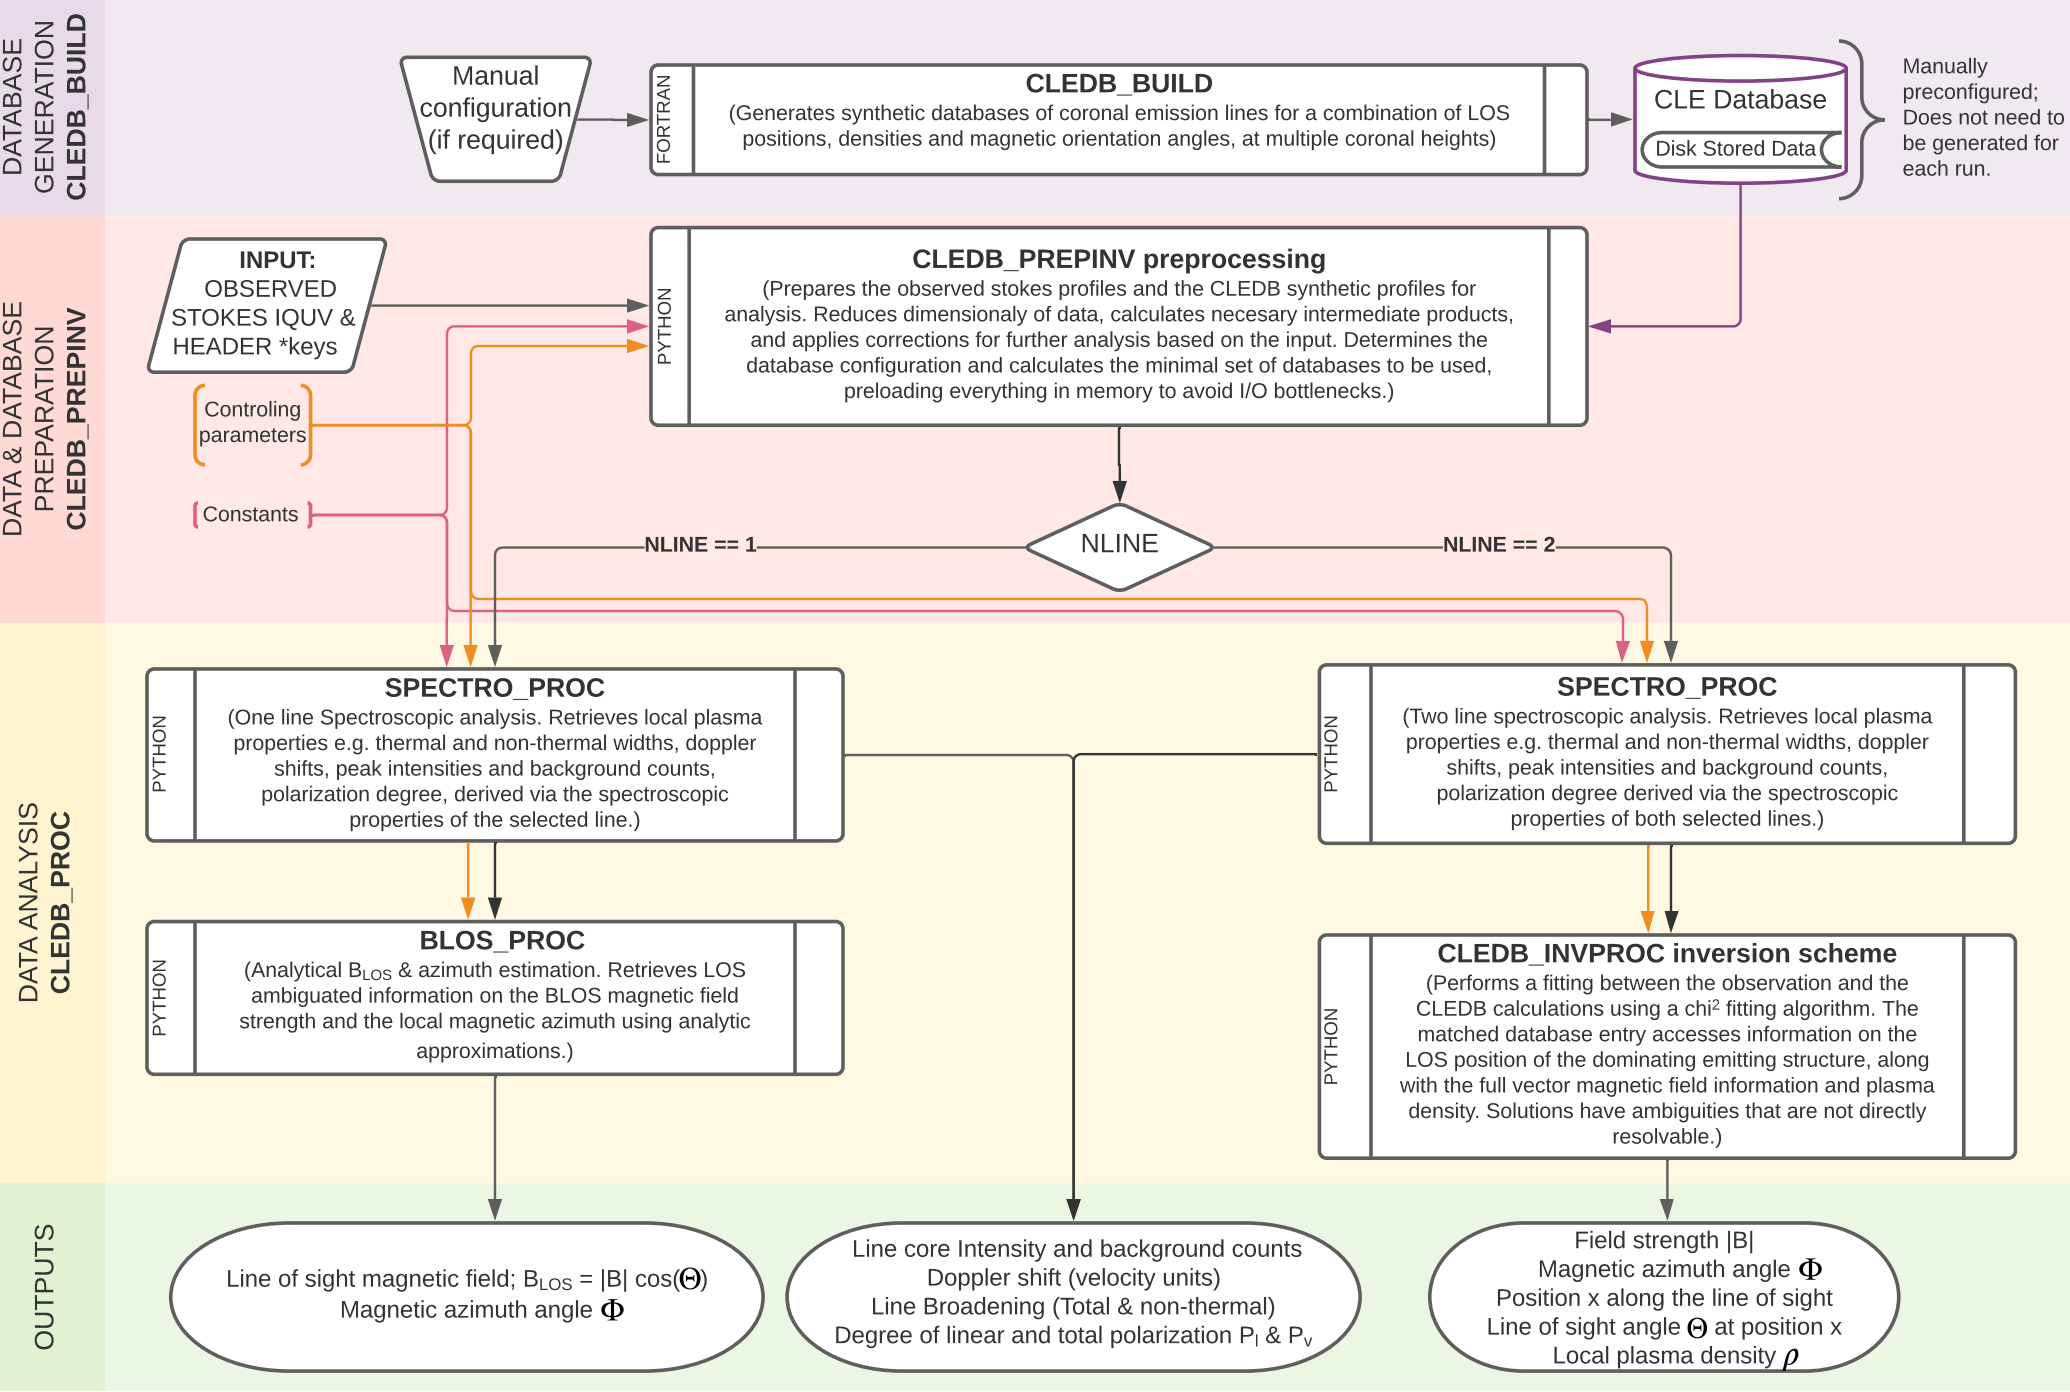 DATABASE
GENERATION
CLEDB_BUILD
Manual
configuration
(if required)
FORTRAN
CLEDB_BUILD
(Generates synthetic databases of coronal emission lines for a combination of LOS
positions, densities and magnetic orientation angles, at multiple coronal heights)
CLE Database
Disk Stored Data
Manually
preconfigured;
Does not need to
be generated for
each run.
DATA & DATABASE
PREPARATION
CLEDB_PREPINV
INPUT:
OBSERVED
STOKES IQUV &
HEADER *keys
Controling
parameters
Constants
PYTHON
CLEDB_PREPINV preprocessing
(Prepares the observed stokes profiles and the CLEDB synthetic profiles for
analysis. Reduces dimensionaly of data, calculates necesary intermediate products,
and applies corrections for further analysis based on the input. Determines the
database configuration and calculates the minimal set of databases to be used,
preloading everything in memory to avoid I/O bottlenecks.)
NLINE
NLINE == 1
NLINE == 2
DATA ANALYSIS
CLEDB_PROC
PYTHON
SPECTRO_PROC
(One line Spectroscopic analysis. Retrieves local plasma
properties e.g. thermal and non-thermal widths, doppler
shifts, peak intensities and background counts,
polarization degree, derived via the spectroscopic
properties of the selected line.)
PYTHON
SPECTRO_PROC
(Two line spectroscopic analysis. Retrieves local plasma
properties e.g. thermal and non-thermal widths, doppler
shifts, peak intensities and background counts,
polarization degree derived via the spectroscopic
properties of both selected lines.)
PYTHON
BLOS_PROC
(Analytical B_LOS & azimuth estimation. Retrieves LOS
ambiguated information on the BLOS magnetic field
strength and the local magnetic azimuth using analytic
approximations.)
PYTHON
CLEDB_INVPROC inversion scheme
(Performs a fitting between the observation and the
CLEDB calculations using a chi² fitting algorithm. The
matched database entry accesses information on the
LOS position of the dominating emitting structure, along
with the full vector magnetic field information and plasma
density. Solutions have ambiguities that are not directly
resolvable.)
OUTPUTS
Line of sight magnetic field; B_LOS = |B| cos(Θ)
Magnetic azimuth angle Φ
Line core Intensity and background counts
Doppler shift (velocity units)
Line Broadening (Total & non-thermal)
Degree of linear and total polarization P_l & P_v
Field strength |B|
Magnetic azimuth angle Φ
Position x along the line of sight
Line of sight angle Θ at position x
Local plasma density ρ